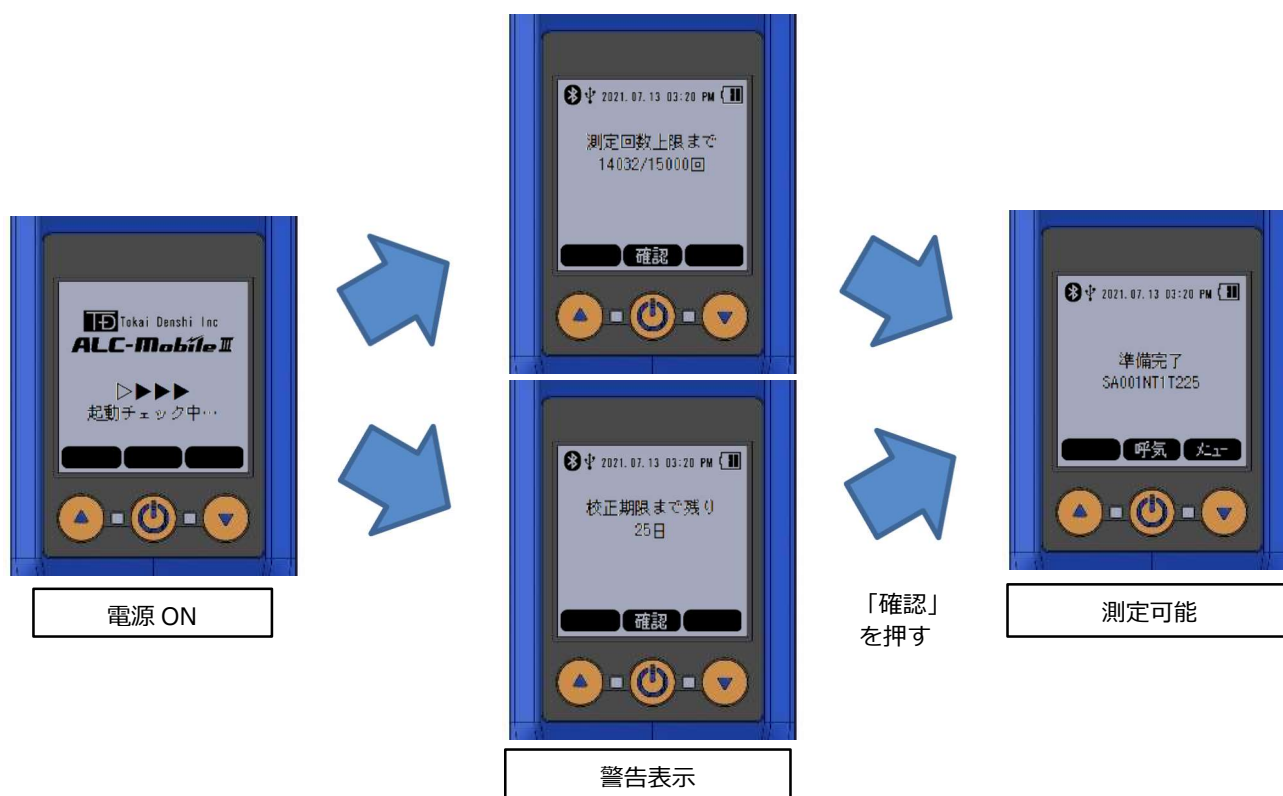 Tokai Denshi Inc
ALC-Mobile Ⅲ
▷▶▶▶
起動チェック中…
電源 ON
2021.07.13 03:20 PM
測定回数上限まで
14032/15000回
確認
2021.07.13 03:20 PM
校正期限まで残り
25日
確認
警告表示
「確認」
を押す
2021.07.13 03:20 PM
準備完了
SA001NT1T225
呼気 メニュー
測定可能